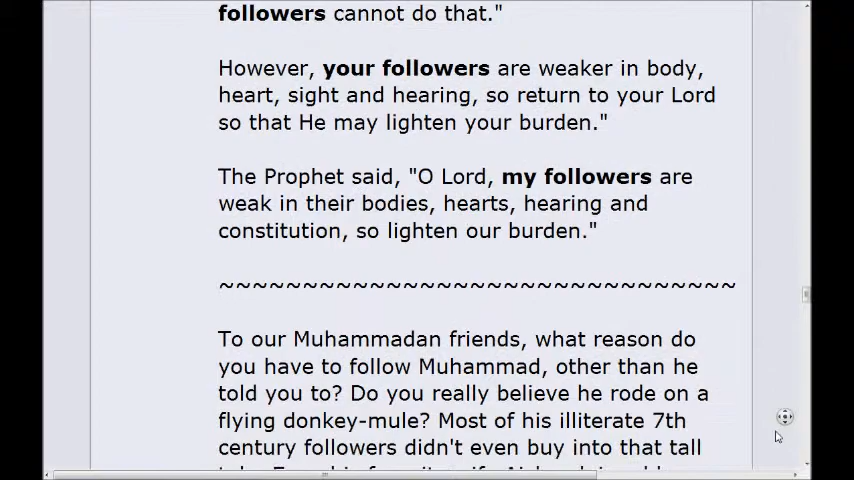 followers cannot do that."
However, your followers are weaker in body,
heart, sight and hearing, so return to your Lord
so that He may lighten your burden."
The Prophet said, "O Lord, my followers are
weak in their bodies, hearts, hearing and
constitution, so lighten our burden."
~~~~~~~~~~~~~~~~~~~~~~~~~~~~~~~
To our Muhammadan friends, what reason do
you have to follow Muhammad, other than he
told you to? Do you really believe he rode on a
flying donkey-mule? Most of his illiterate 7th
century followers didn't even buy into that tall